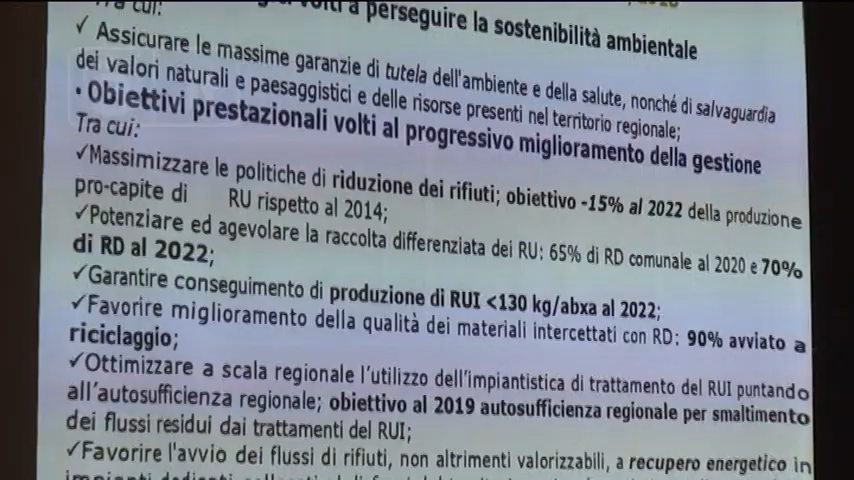 Tra cui:
volti a perseguire la sostenibilità ambientale
✓ Assicurare le massime garanzie di tutela dell'ambiente e della salute, nonché di salvaguardia
dei valori naturali e paesaggistici e delle risorse presenti nel territorio regionale;
• Obiettivi prestazionali volti al progressivo miglioramento della gestione
Tra cui:
✓Massimizzare le politiche di riduzione dei rifiuti; obiettivo -15% al 2022 della produzione
pro-capite di RU rispetto al 2014;
✓Potenziare ed agevolare la raccolta differenziata dei RU: 65% di RD comunale al 2020 e 70%
di RD al 2022;
✓Garantire conseguimento di produzione di RUI <130 kg/abxa al 2022;
✓Favorire miglioramento della qualità dei materiali intercettati con RD: 90% avviato a
riciclaggio;
✓Ottimizzare a scala regionale l'utilizzo dell'impiantistica di trattamento del RUI puntando
all'autosufficienza regionale; obiettivo al 2019 autosufficienza regionale per smaltimento
dei flussi residui dai trattamenti del RUI;
✓Favorire l'avvio dei flussi di rifiuti, non altrimenti valorizzabili, a recupero energetico in
impianti dedicati